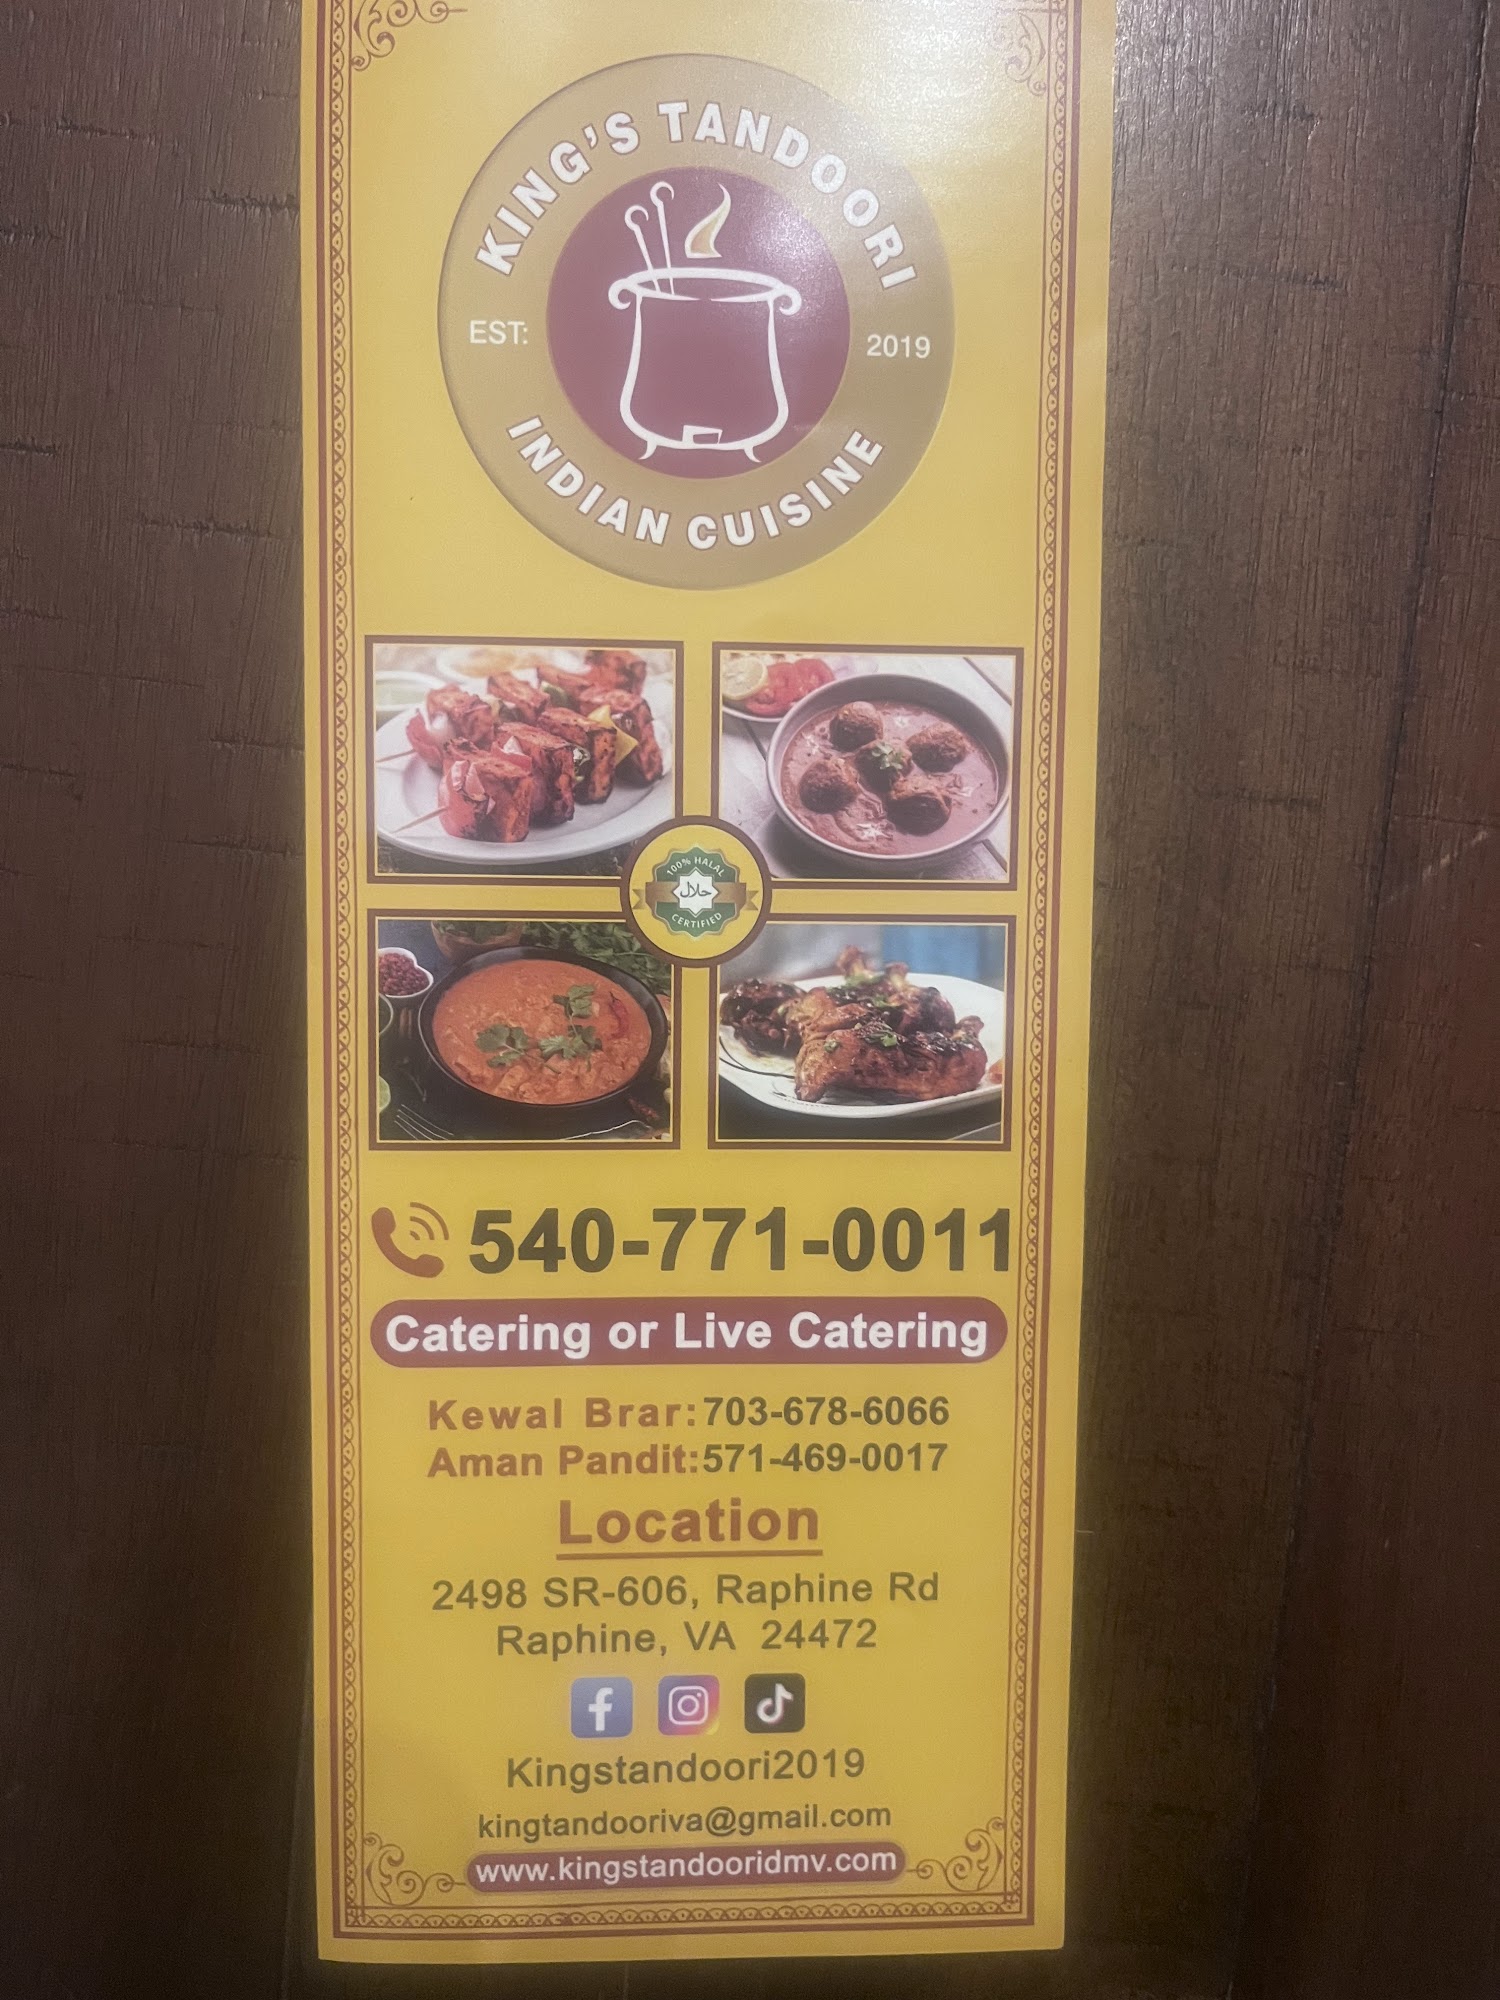 KING'S TANDOORI
EST: 2019
INDIAN CUISINE
100% HALAL
حلال
CERTIFIED
540-771-0011
Catering or Live Catering
Kewal Brar:703-678-6066
Aman Pandit:571-469-0017
Location
2498 SR-606, Raphine Rd
Raphine, VA 24472
Kingstandoori2019
kingtandooriva@gmail.com
www.kingstandooridmv.com